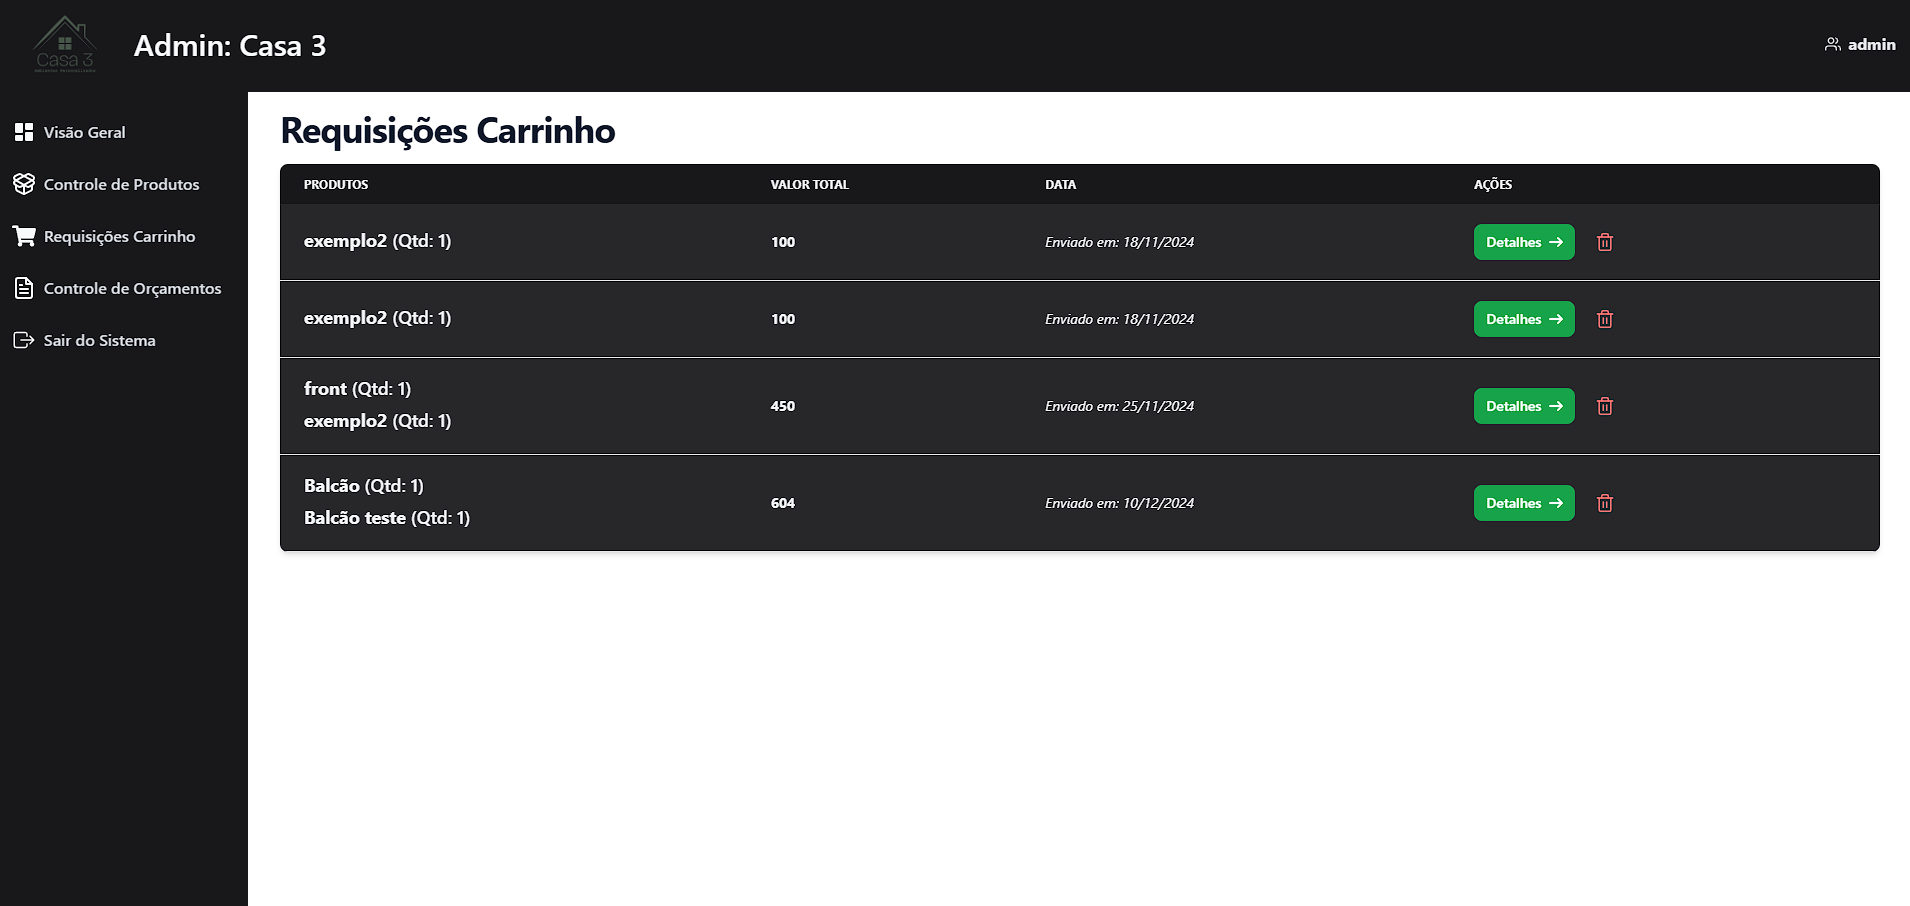 Casa 3
Admin: Casa 3
admin
Visão Geral
Controle de Produtos
Requisições Carrinho
Controle de Orçamentos
Sair do Sistema
Requisições Carrinho
PRODUTOS VALOR TOTAL DATA AÇÕES
exemplo2 (Qtd: 1) 100 Enviado em: 18/11/2024 Detalhes →
exemplo2 (Qtd: 1) 100 Enviado em: 18/11/2024 Detalhes →
front (Qtd: 1)
exemplo2 (Qtd: 1) 450 Enviado em: 25/11/2024 Detalhes →
Balcão (Qtd: 1)
Balcão teste (Qtd: 1) 604 Enviado em: 10/12/2024 Detalhes →